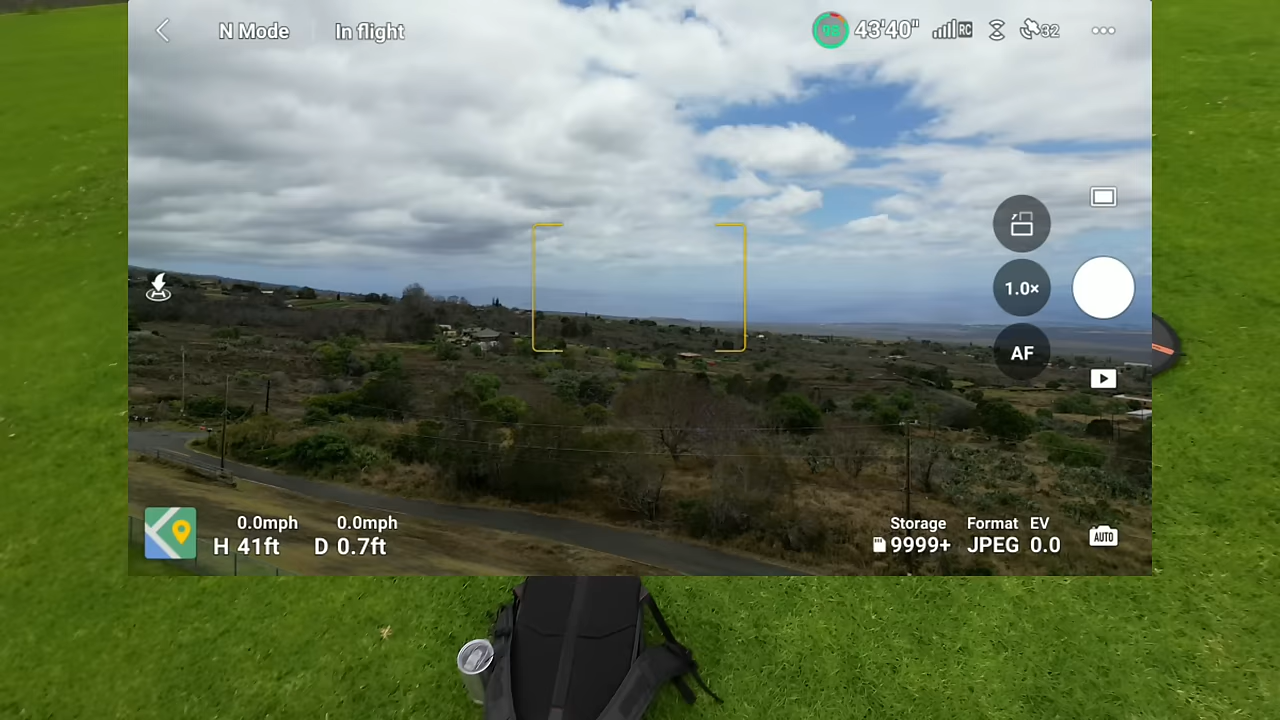 N Mode
In flight
98
43'40"
RC
32
1.0×
AF
0.0mph
0.0mph
H 41ft
D 0.7ft
Storage
Format
EV
9999+
JPEG
0.0
AUTO